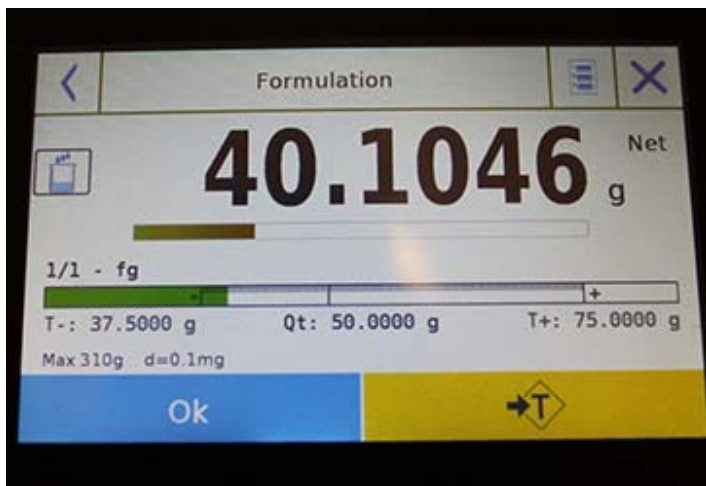 Formulation
40.1046 g Net
1/1 - fg
- +
T-: 37.5000 g Qt: 50.0000 g T+: 75.0000 g
Max 310g d=0.1mg
Ok T